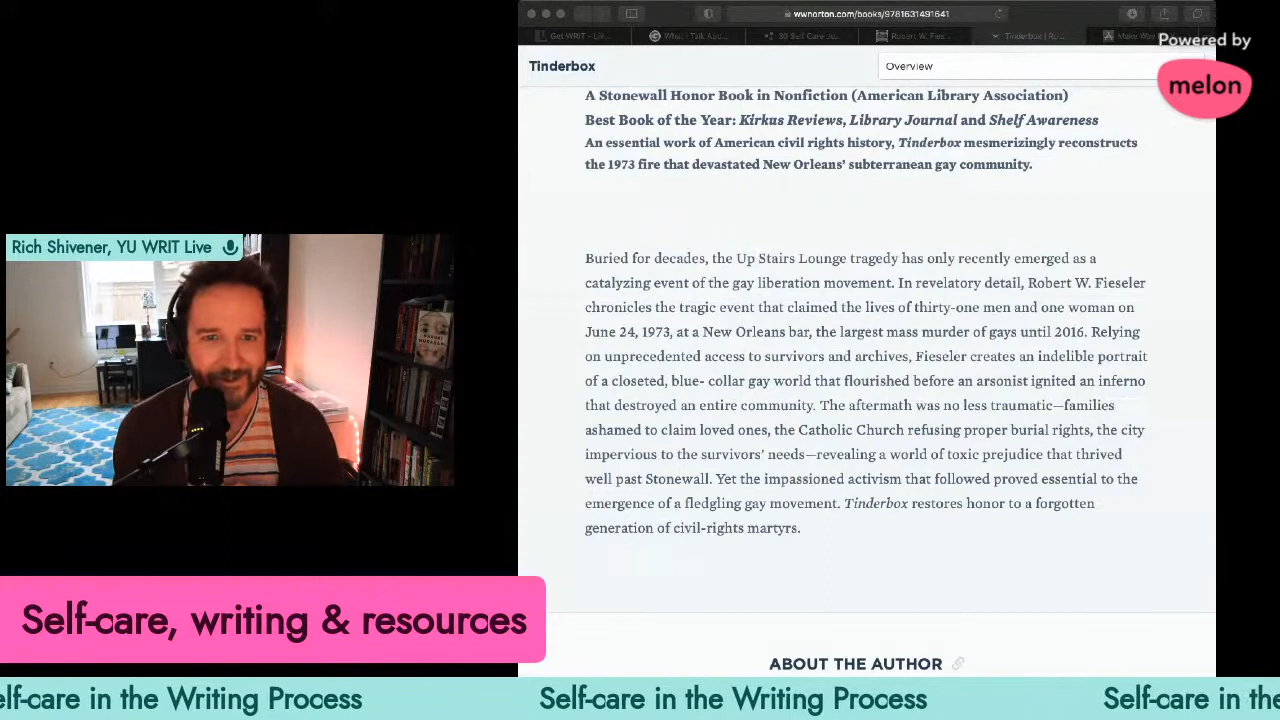 wwnorton.com/books/9781631491641
Get WRIT - 
30 Self Care 
Robert W. Fies...
Tinderbox | Ro...
Make Way
Powered by
melon
Tinderbox
Overview
A Stonewall Honor Book in Nonfiction (American Library Association)
Best Book of the Year: Kirkus Reviews, Library Journal and Shelf Awareness
An essential work of American civil rights history, Tinderbox mesmerizingly reconstructs
the 1973 fire that devastated New Orleans' subterranean gay community.
Buried for decades, the Up Stairs Lounge tragedy has only recently emerged as a
catalyzing event of the gay liberation movement. In revelatory detail, Robert W. Fieseler
chronicles the tragic event that claimed the lives of thirty-one men and one woman on
June 24, 1973, at a New Orleans bar, the largest mass murder of gays until 2016. Relying
on unprecedented access to survivors and archives, Fieseler creates an indelible portrait
of a closeted, blue- collar gay world that flourished before an arsonist ignited an inferno
that destroyed an entire community. The aftermath was no less traumatic—families
ashamed to claim loved ones, the Catholic Church refusing proper burial rights, the city
impervious to the survivors' needs—revealing a world of toxic prejudice that thrived
well past Stonewall. Yet the impassioned activism that followed proved essential to the
emergence of a fledgling gay movement. Tinderbox restores honor to a forgotten
generation of civil-rights martyrs.
ABOUT THE AUTHOR
Rich Shivener, YU WRIT Live
Self-care, writing & resources
elf-care in the Writing Process
Self-care in the Writing Process
Self-care in the